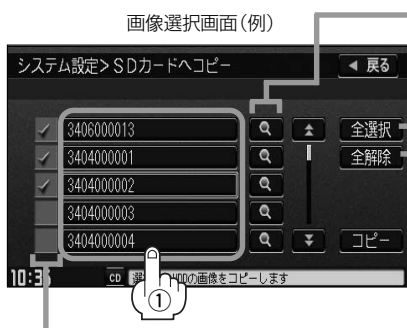 画像選択画面(例)
システム設定>SDカードへコピー
◀ 戻る
3406000013
全選択
3404000001
全解除
3404000002
3404000003
3404000004
コピー
10:35
CD
HDDの画像をコピーします
①